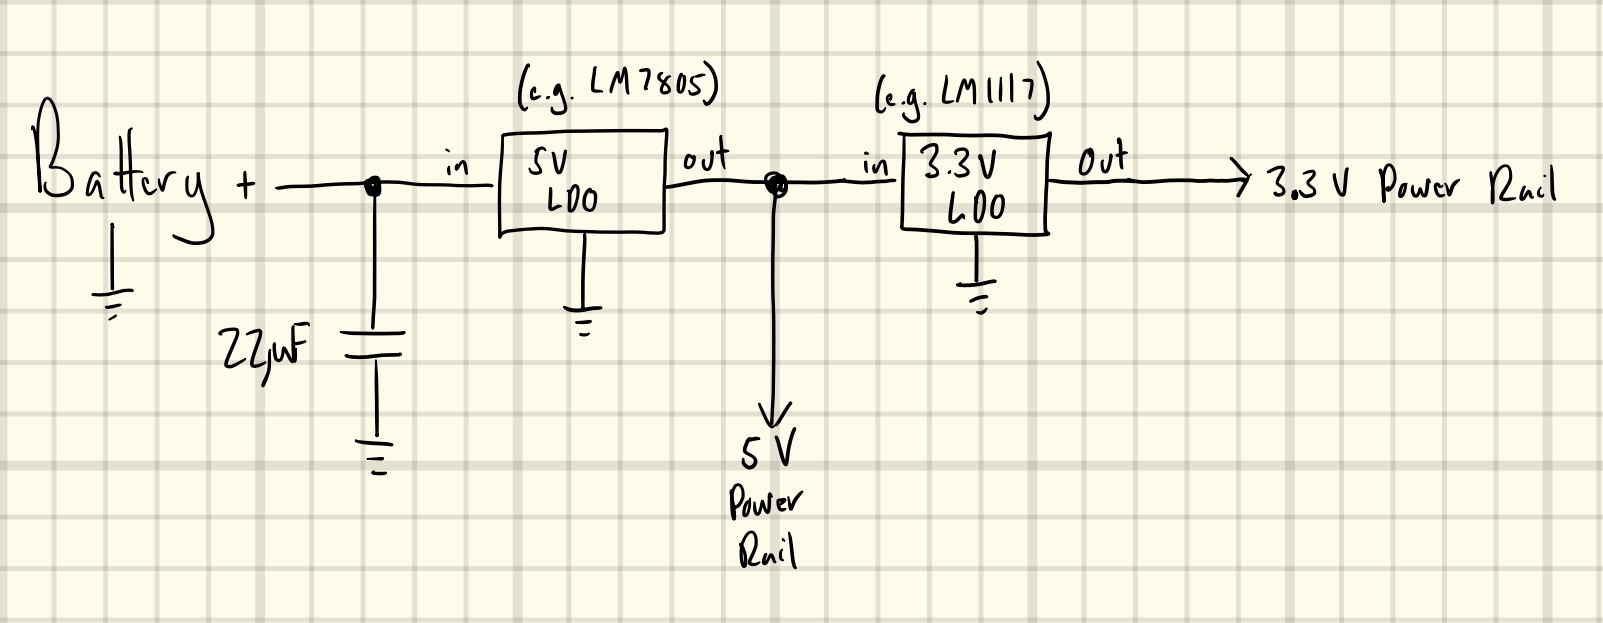 (e.g. LM7805)
(e.g. LM1117)
Battery +
in
5V
LDO
out
in
3.3V
LDO
Out
3.3 V Power Rail
22µF
5 V
Power
Rail